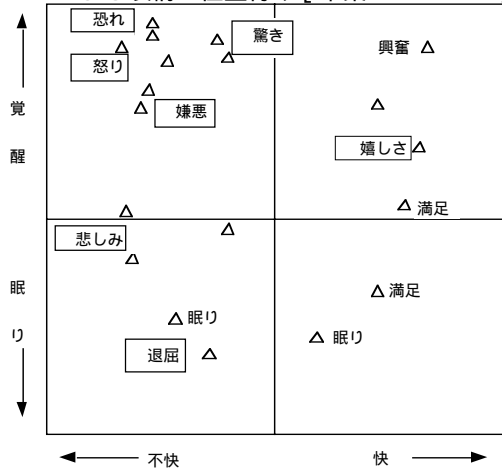 恐れ
驚き
興奮
怒り
覚
嫌悪
醒
嬉しさ
満足
悲しみ
眠
満足
眠り
り
眠り
退屈
不快
快